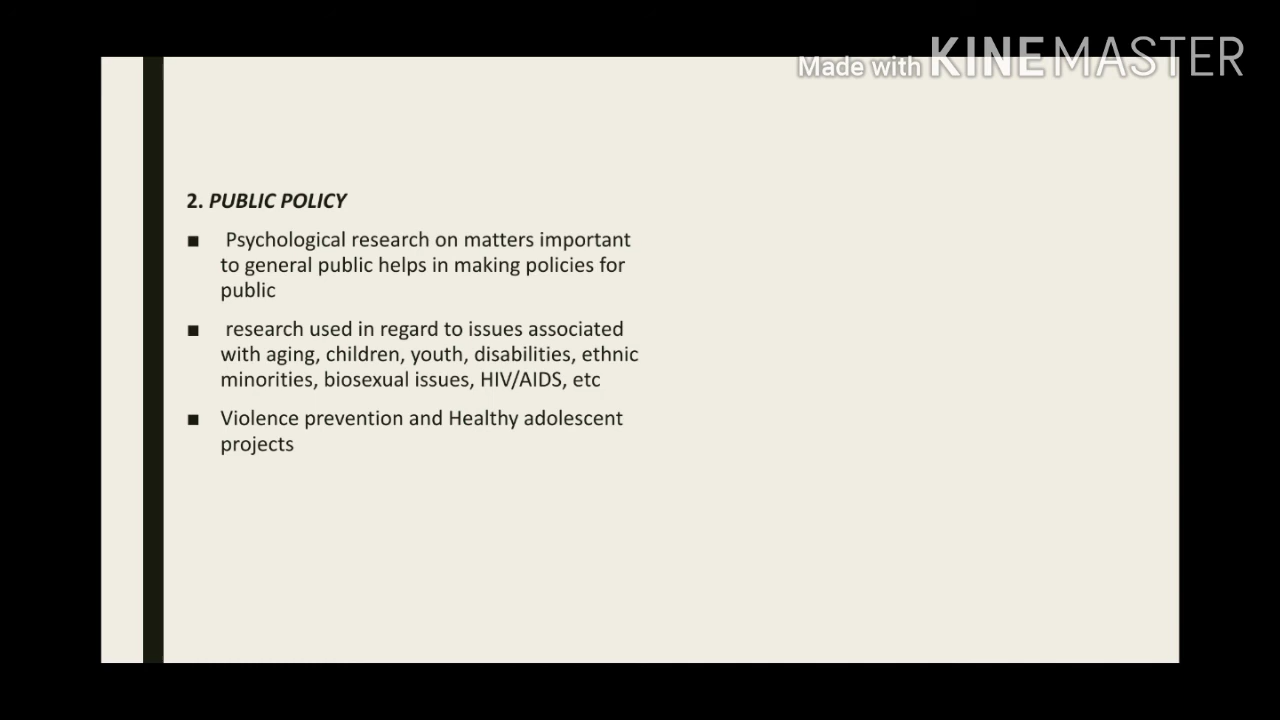 Made with KINEMASTER
2. PUBLIC POLICY
■ Psychological research on matters important
to general public helps in making policies for
public
■ research used in regard to issues associated
with aging, children, youth, disabilities, ethnic
minorities, biosexual issues, HIV/AIDS, etc
■ Violence prevention and Healthy adolescent
projects